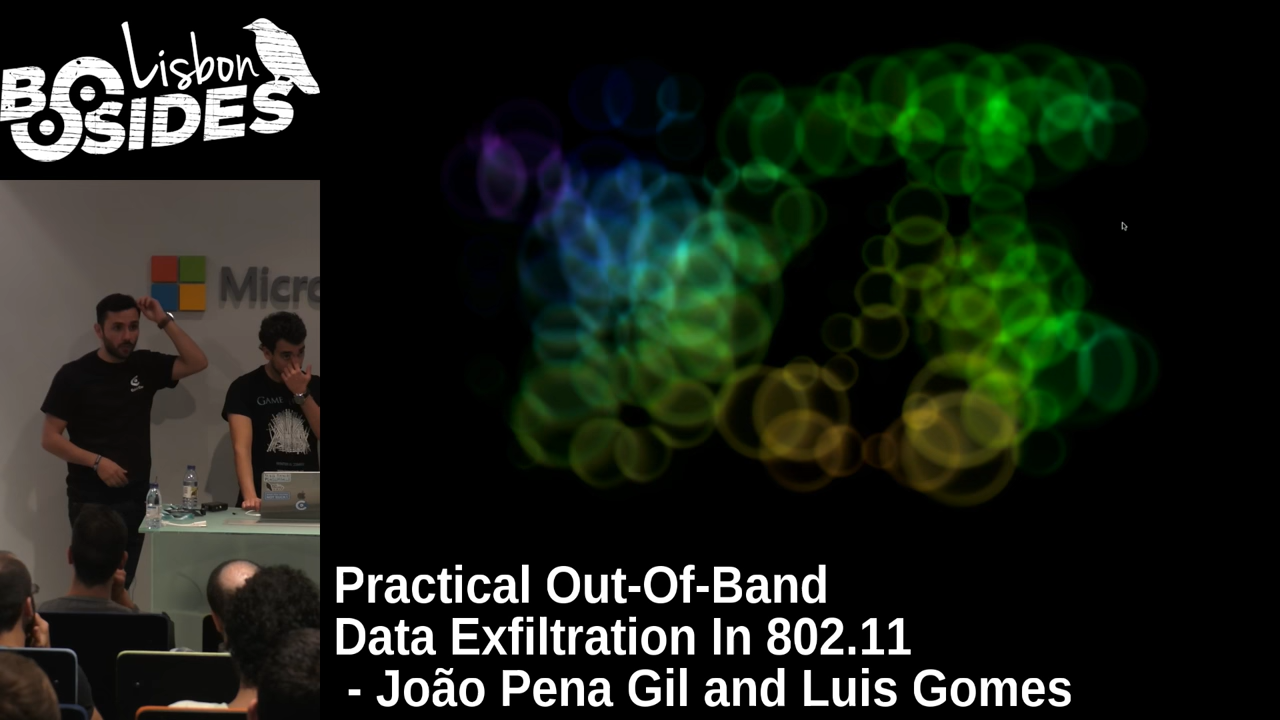 Lisbon
BSIDES
Micro
GAME
Practical Out-Of-Band
Data Exfiltration In 802.11
- João Pena Gil and Luis Gomes